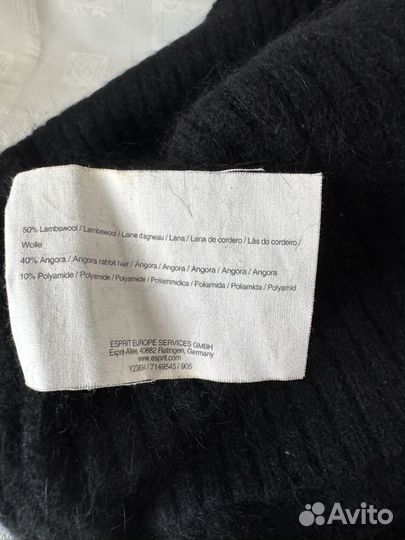 50% Lambswool / Lambswool / Laine d'agneau / Lana / Lana de cordero / Lãs do cordeiro /
Wolle
40% Angora / Angora rabbit hair / Angora / Angora / Angora / Angora / Angora
10% Polyamide / Polyamide / Polyamide / Poliammidica / Poliamida / Poliamida / Polyamid
ESPRIT EUROPE SERVICES GMBH
Esprit-Allee, 40882 Ratingen, Germany
www.esprit.com
Y23634 / 7149545 / 905
Avito